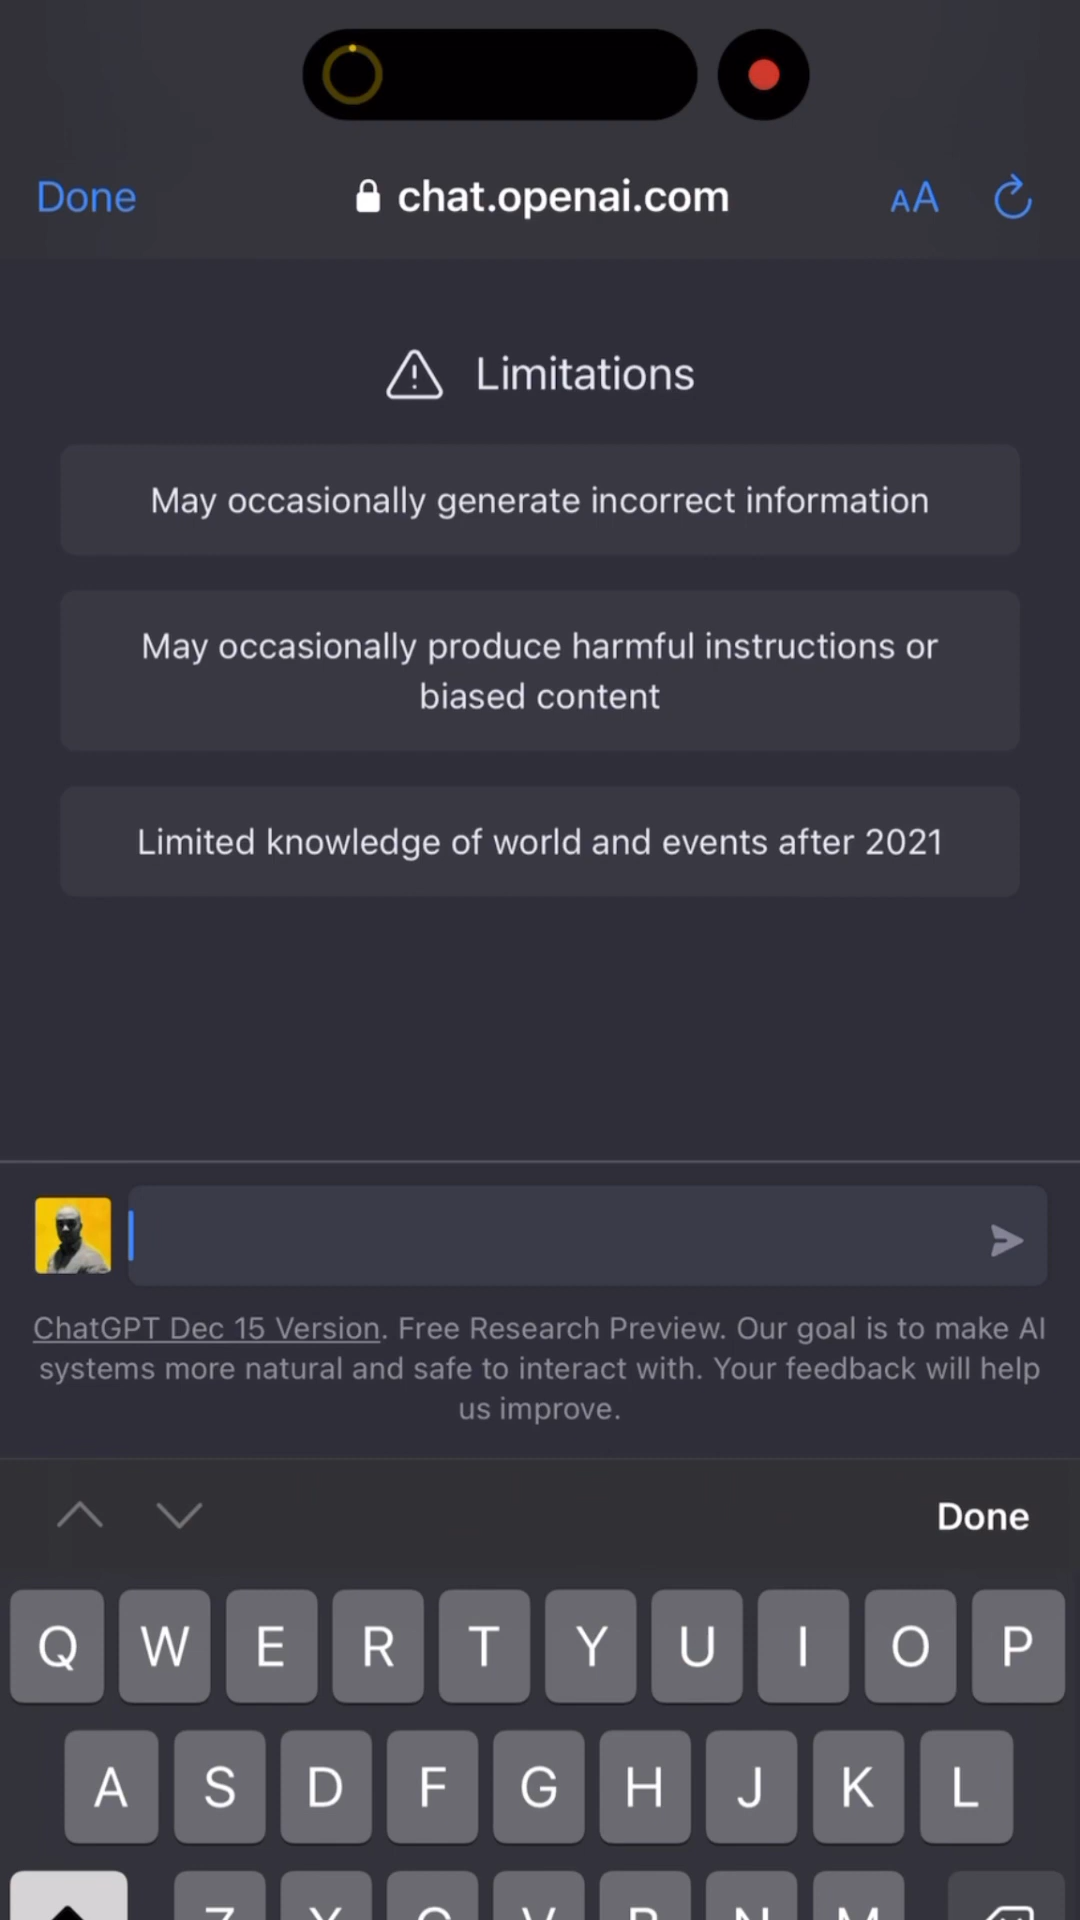 Done
chat.openai.com
AA
Limitations
May occasionally generate incorrect information
May occasionally produce harmful instructions or
biased content
Limited knowledge of world and events after 2021
ChatGPT Dec 15 Version. Free Research Preview. Our goal is to make AI
systems more natural and safe to interact with. Your feedback will help
us improve.
Done
Q W E R T Y U I O P
A S D F G H J K L
Z X C V B N M